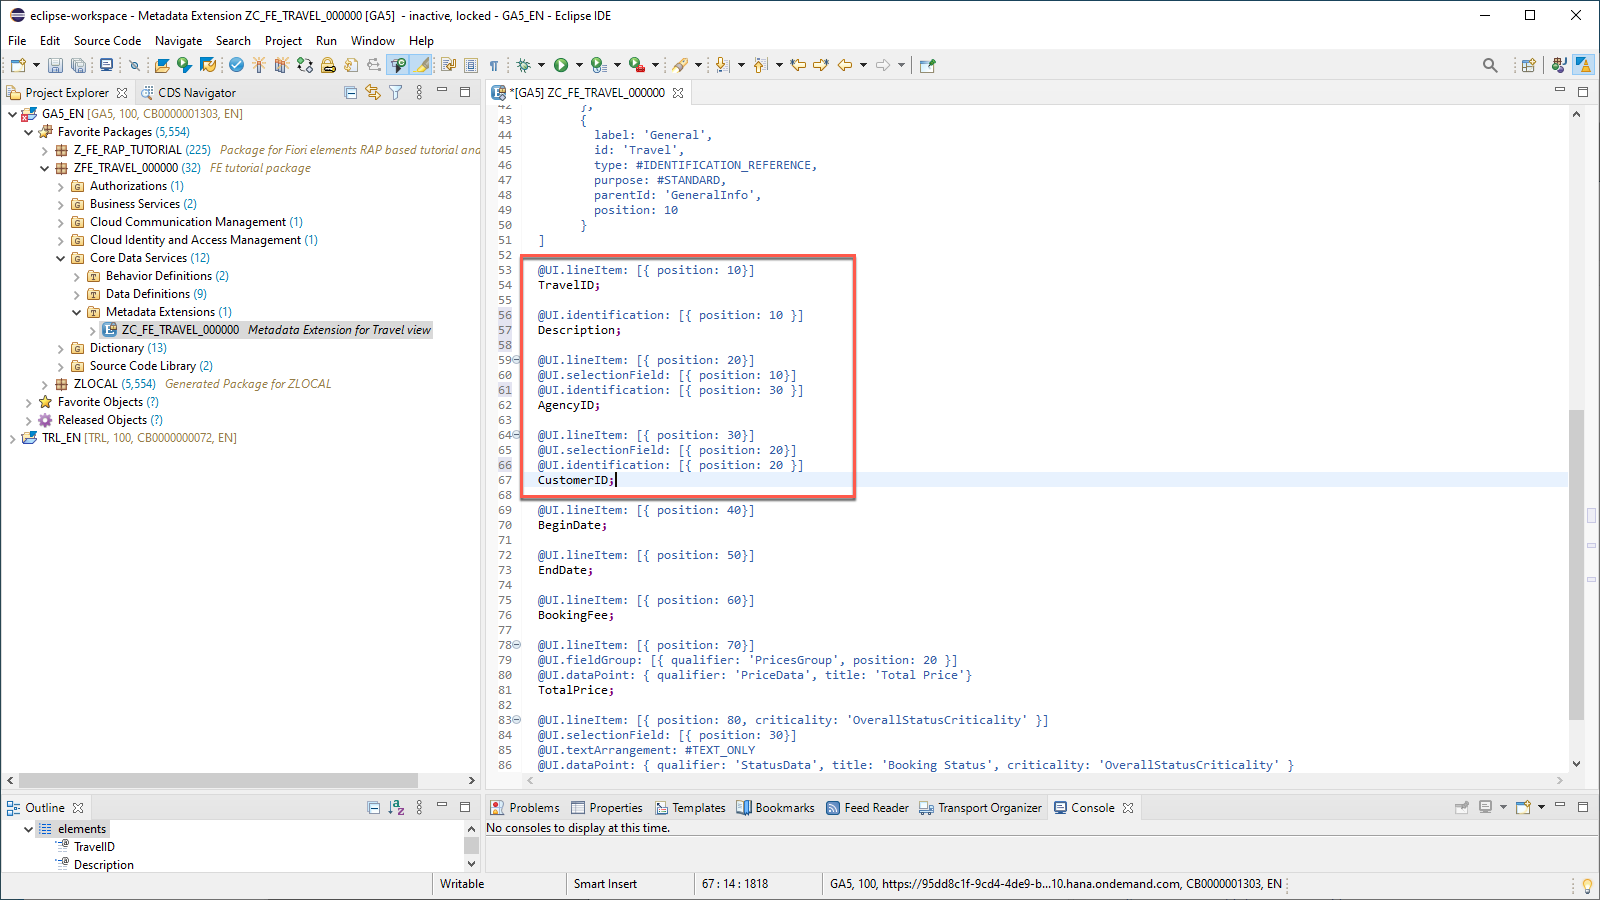 eclipse-workspace - Metadata Extension ZC_FE_TRAVEL_000000 [GA5]  - inactive, locked - GA5_EN - Eclipse IDE
File Edit Source Code Navigate Search Project Run Window Help
Project Explorer CDS Navigator
GA5_EN [GA5, 100, CB0000001303, EN]
Favorite Packages (5,554)
Z_FE_RAP_TUTORIAL (225) Package for Fiori elements RAP based tutorial and
ZFE_TRAVEL_000000 (32) FE tutorial package
Authorizations (1)
Business Services (2)
Cloud Communication Management (1)
Cloud Identity and Access Management (1)
Core Data Services (12)
Behavior Definitions (2)
Data Definitions (9)
Metadata Extensions (1)
ZC_FE_TRAVEL_000000 Metadata Extension for Travel view
Dictionary (13)
Source Code Library (2)
ZLOCAL (5,554) Generated Package for ZLOCAL
Favorite Objects (?)
Released Objects (?)
TRL_EN [TRL, 100, CB0000000072, EN]
*[GA5] ZC_FE_TRAVEL_000000
42 },
43 {
44 label: 'General',
45 id: 'Travel',
46 type: #IDENTIFICATION_REFERENCE,
47 purpose: #STANDARD,
48 parentId: 'GeneralInfo',
49 position: 10
50 }
51 ]
52
53 @UI.lineItem: [{ position: 10}]
54 TravelID;
55
56 @UI.identification: [{ position: 10 }]
57 Description;
58
59 @UI.lineItem: [{ position: 20}]
60 @UI.selectionField: [{ position: 10}]
61 @UI.identification: [{ position: 30 }]
62 AgencyID;
63
64 @UI.lineItem: [{ position: 30}]
65 @UI.selectionField: [{ position: 20}]
66 @UI.identification: [{ position: 20 }]
67 CustomerID;
68
69 @UI.lineItem: [{ position: 40}]
70 BeginDate;
71
72 @UI.lineItem: [{ position: 50}]
73 EndDate;
74
75 @UI.lineItem: [{ position: 60}]
76 BookingFee;
77
78 @UI.lineItem: [{ position: 70}]
79 @UI.fieldGroup: [{ qualifier: 'PricesGroup', position: 20 }]
80 @UI.dataPoint: { qualifier: 'PriceData', title: 'Total Price'}
81 TotalPrice;
82
83 @UI.lineItem: [{ position: 80, criticality: 'OverallStatusCriticality' }]
84 @UI.selectionField: [{ position: 30}]
85 @UI.textArrangement: #TEXT_ONLY
86 @UI.dataPoint: { qualifier: 'StatusData', title: 'Booking Status', criticality: 'OverallStatusCriticality' }
Outline
elements
TravelID
Description
Problems Properties Templates Bookmarks Feed Reader Transport Organizer Console
No consoles to display at this time.
Writable Smart Insert 67 : 14 : 1818 GA5, 100, https://95dd8c1f-9cd4-4de9-b...10.hana.ondemand.com, CB0000001303, EN